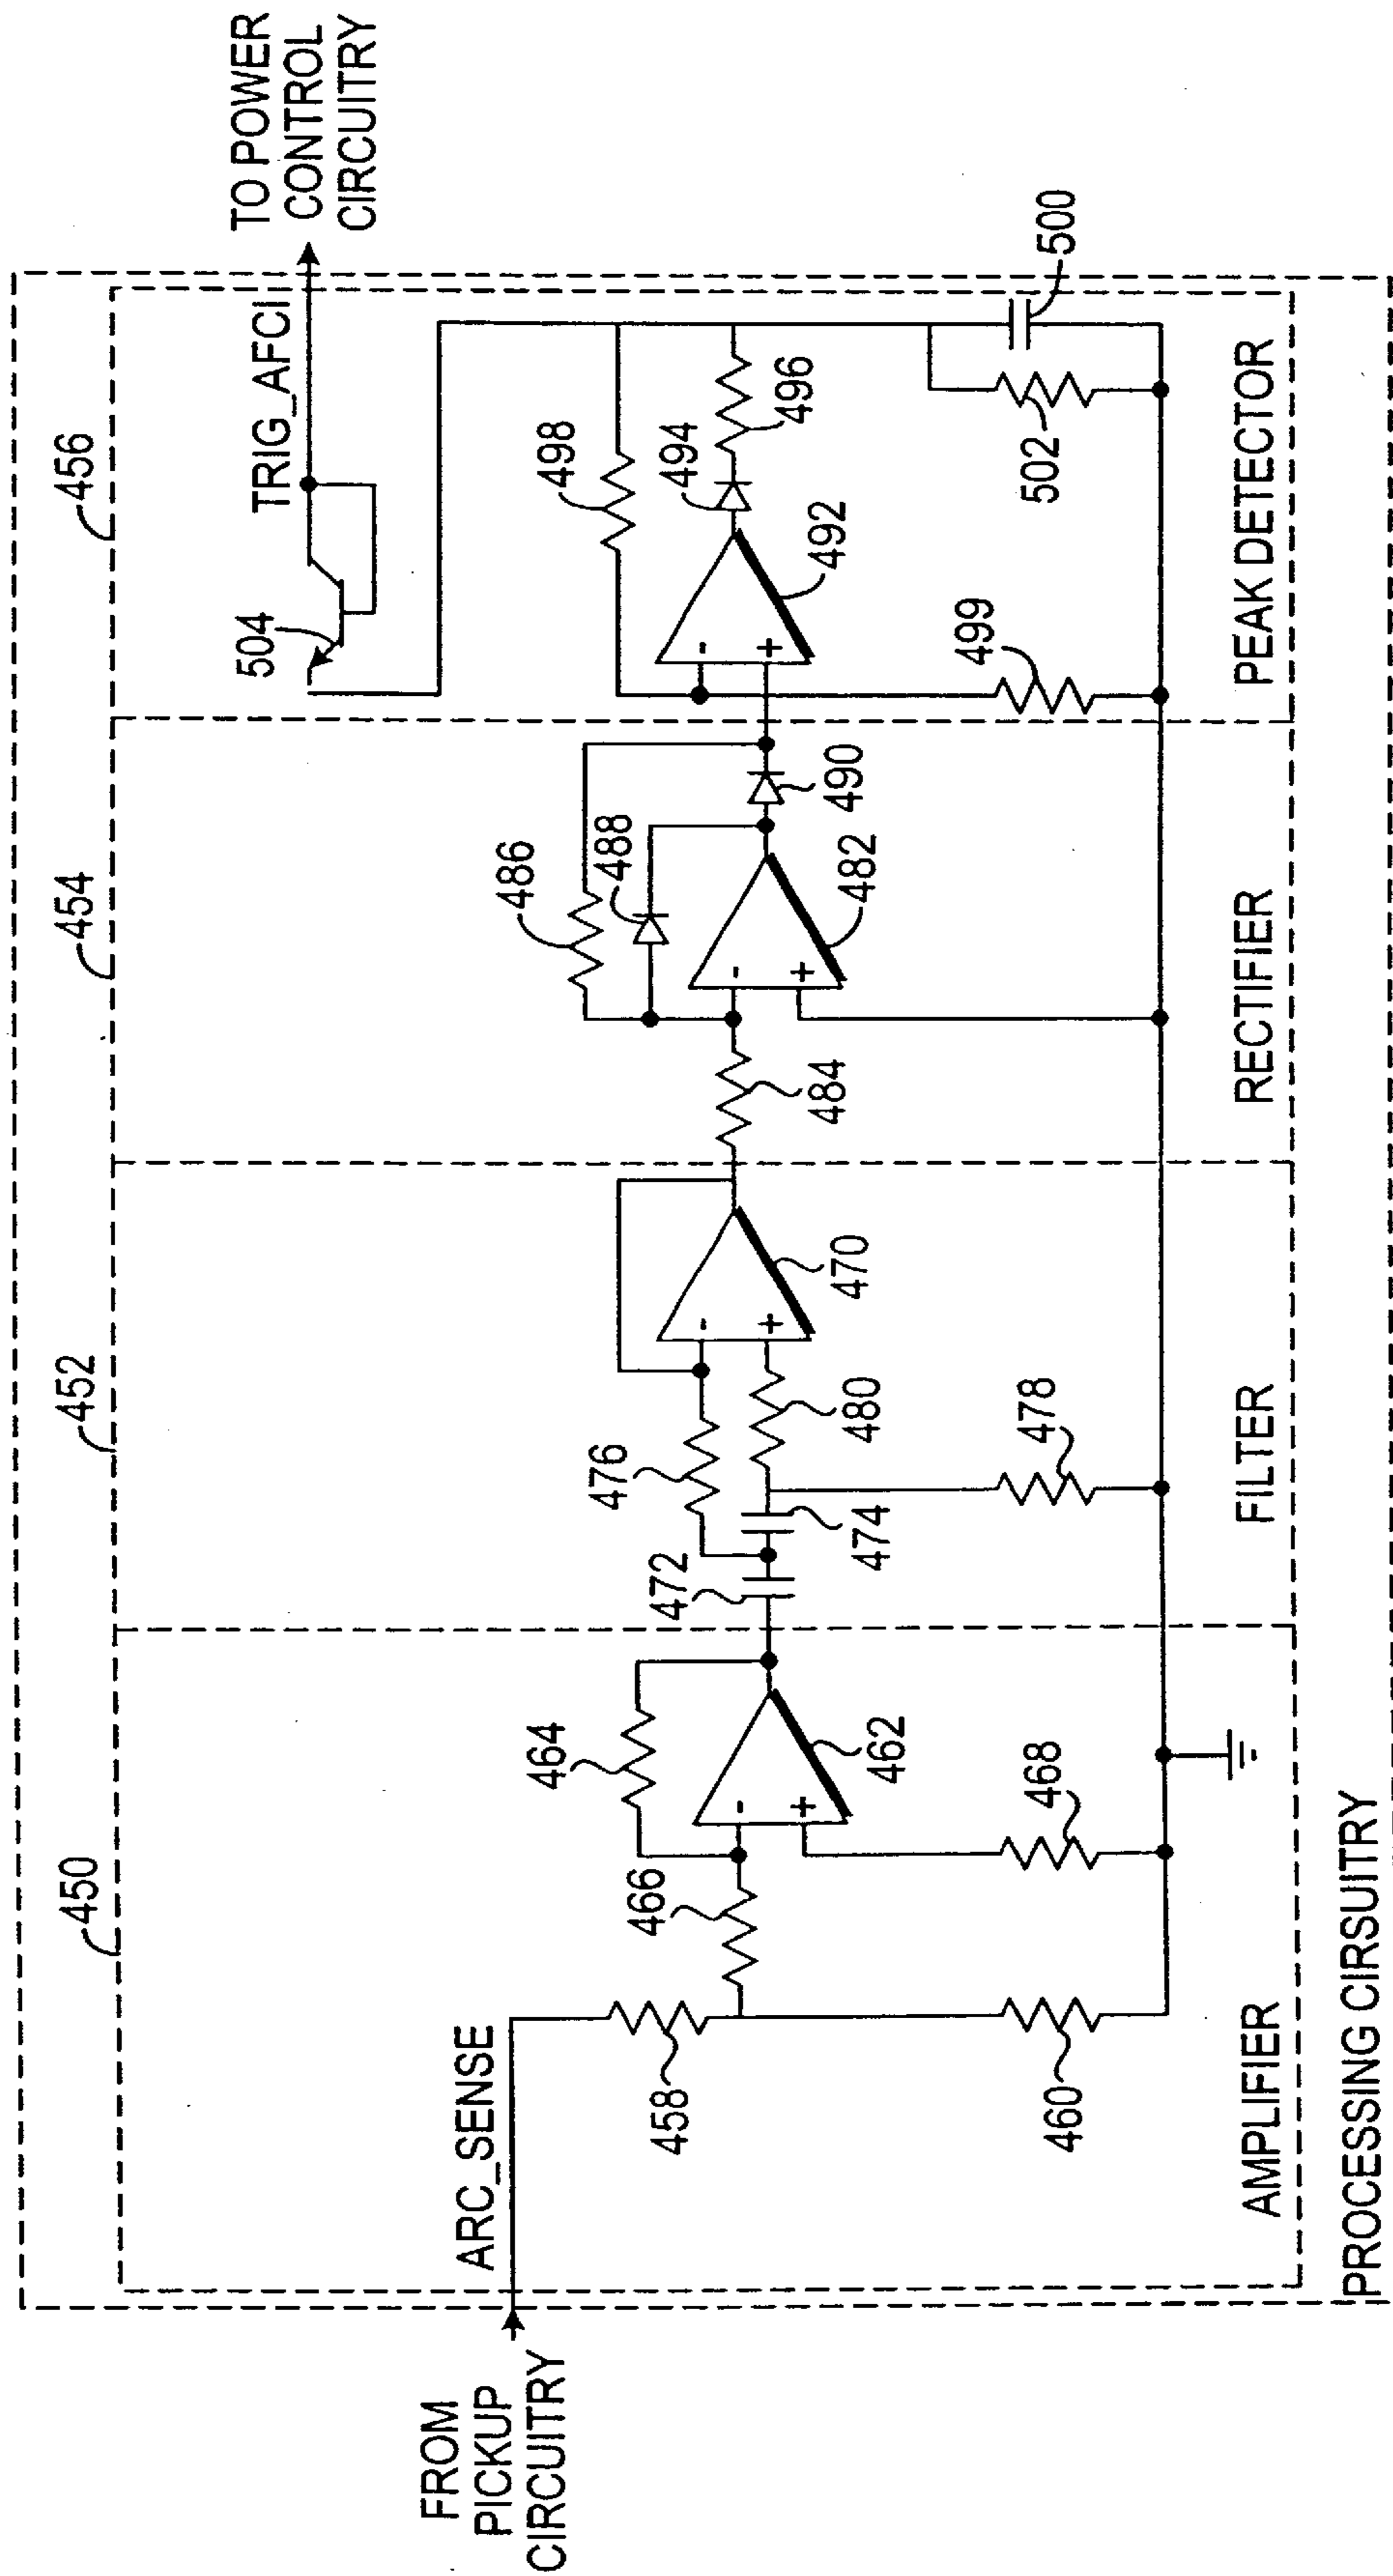 FROM
PICKUP
CIRCUITRY
ARC_SENSE
450
458
460
466
464
462
468
AMPLIFIER
452
472
474
476
480
470
478
FILTER
454
484
486
488
482
490
RECTIFIER
456
504
TRIG_AFCI
TO POWER
CONTROL
CIRCUITRY
498
494
496
492
499
502
500
PEAK DETECTOR
PROCESSING CIRSUITRY
-
+
-
+
-
+
-
+